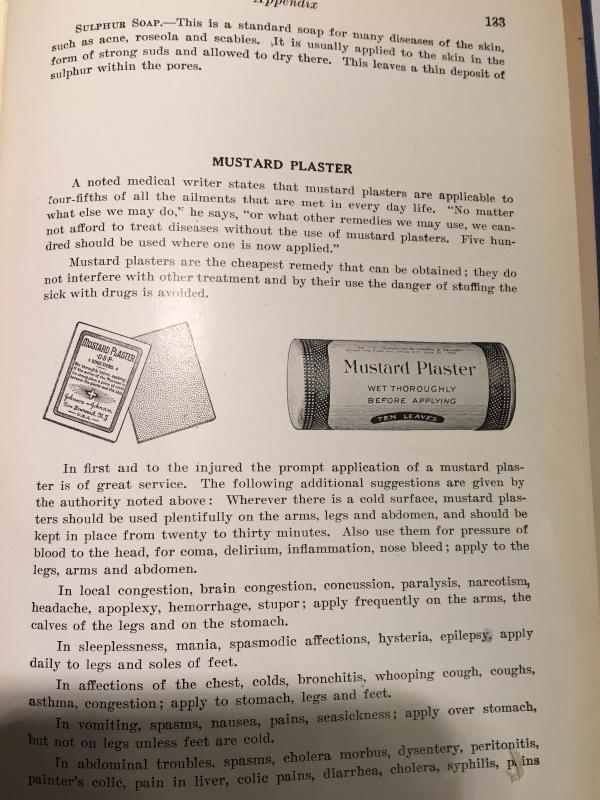 Appendix
133
SULPHUR SOAP.—This is a standard soap for many diseases of the skin,
such as acne, roseola and scabies. It is usually applied to the skin in the
form of strong suds and allowed to dry there. This leaves a thin deposit of
sulphur within the pores.
MUSTARD PLASTER
A noted medical writer states that mustard plasters are applicable to
four-fifths of all the ailments that are met in every day life. "No matter
what else we may do," he says, "or what other remedies we may use, we can-
not afford to treat diseases without the use of mustard plasters. Five hun-
dred should be used where one is now applied."
Mustard plasters are the cheapest remedy that can be obtained; they do
not interfere with other treatment and by their use the danger of stuffing the
sick with drugs is avoided.
MUSTARD PLASTER
U.S.P.
DIRECTIONS
Johnson & Johnson
New Brunswick, N.J.
U.S.A.
Mustard Plaster
WET THOROUGHLY
BEFORE APPLYING
TEN LEAVES
In first aid to the injured the prompt application of a mustard plas-
ter is of great service. The following additional suggestions are given by
the authority noted above: Wherever there is a cold surface, mustard plas-
ters should be used plentifully on the arms, legs and abdomen, and should be
kept in place from twenty to thirty minutes. Also use them for pressure of
blood to the head, for coma, delirium, inflammation, nose bleed; apply to the
legs, arms and abdomen.
In local congestion, brain congestion, concussion, paralysis, narcotism,
headache, apoplexy, hemorrhage, stupor; apply frequently on the arms, the
calves of the legs and on the stomach.
In sleeplessness, mania, spasmodic affections, hysteria, epilepsy, apply
daily to legs and soles of feet.
In affections of the chest, colds, bronchitis, whooping cough, coughs,
asthma, congestion; apply to stomach, legs and feet.
In vomiting, spasms, nausea, pains, seasickness; apply over stomach,
but not on legs unless feet are cold.
In abdominal troubles, spasms, cholera morbus, dysentery, peritonitis,
painter's colic, pain in liver, colic pains, diarrhea, cholera, syphilis, pains